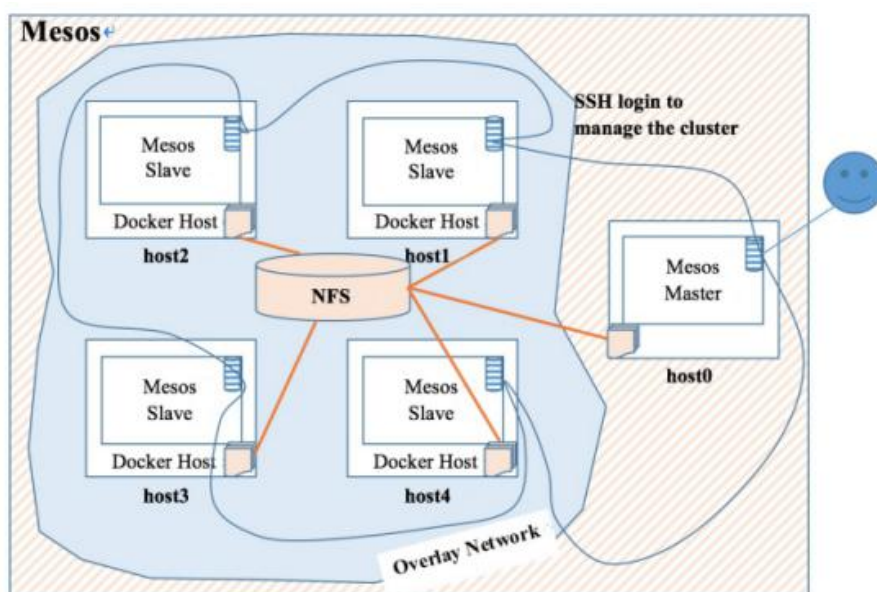 Mesos↵
SSH login to
manage the cluster
Mesos
Slave
Docker Host
host2
Mesos
Slave
Docker Host
host1
Mesos
Master
host0
NFS
Mesos
Slave
Docker Host
host3
Mesos
Slave
Docker Host
host4
Overlay Network